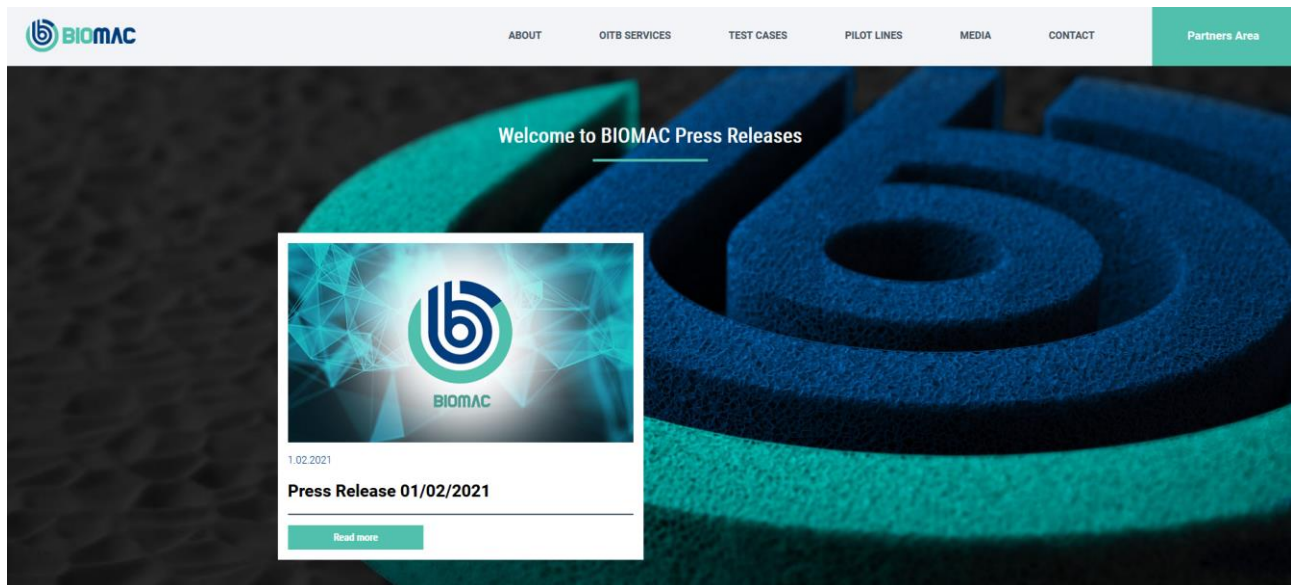 BIOMAC
ABOUT OITB SERVICES TEST CASES PILOT LINES MEDIA CONTACT Partners Area
Welcome to BIOMAC Press Releases
BIOMAC
1.02.2021
Press Release 01/02/2021
Read more